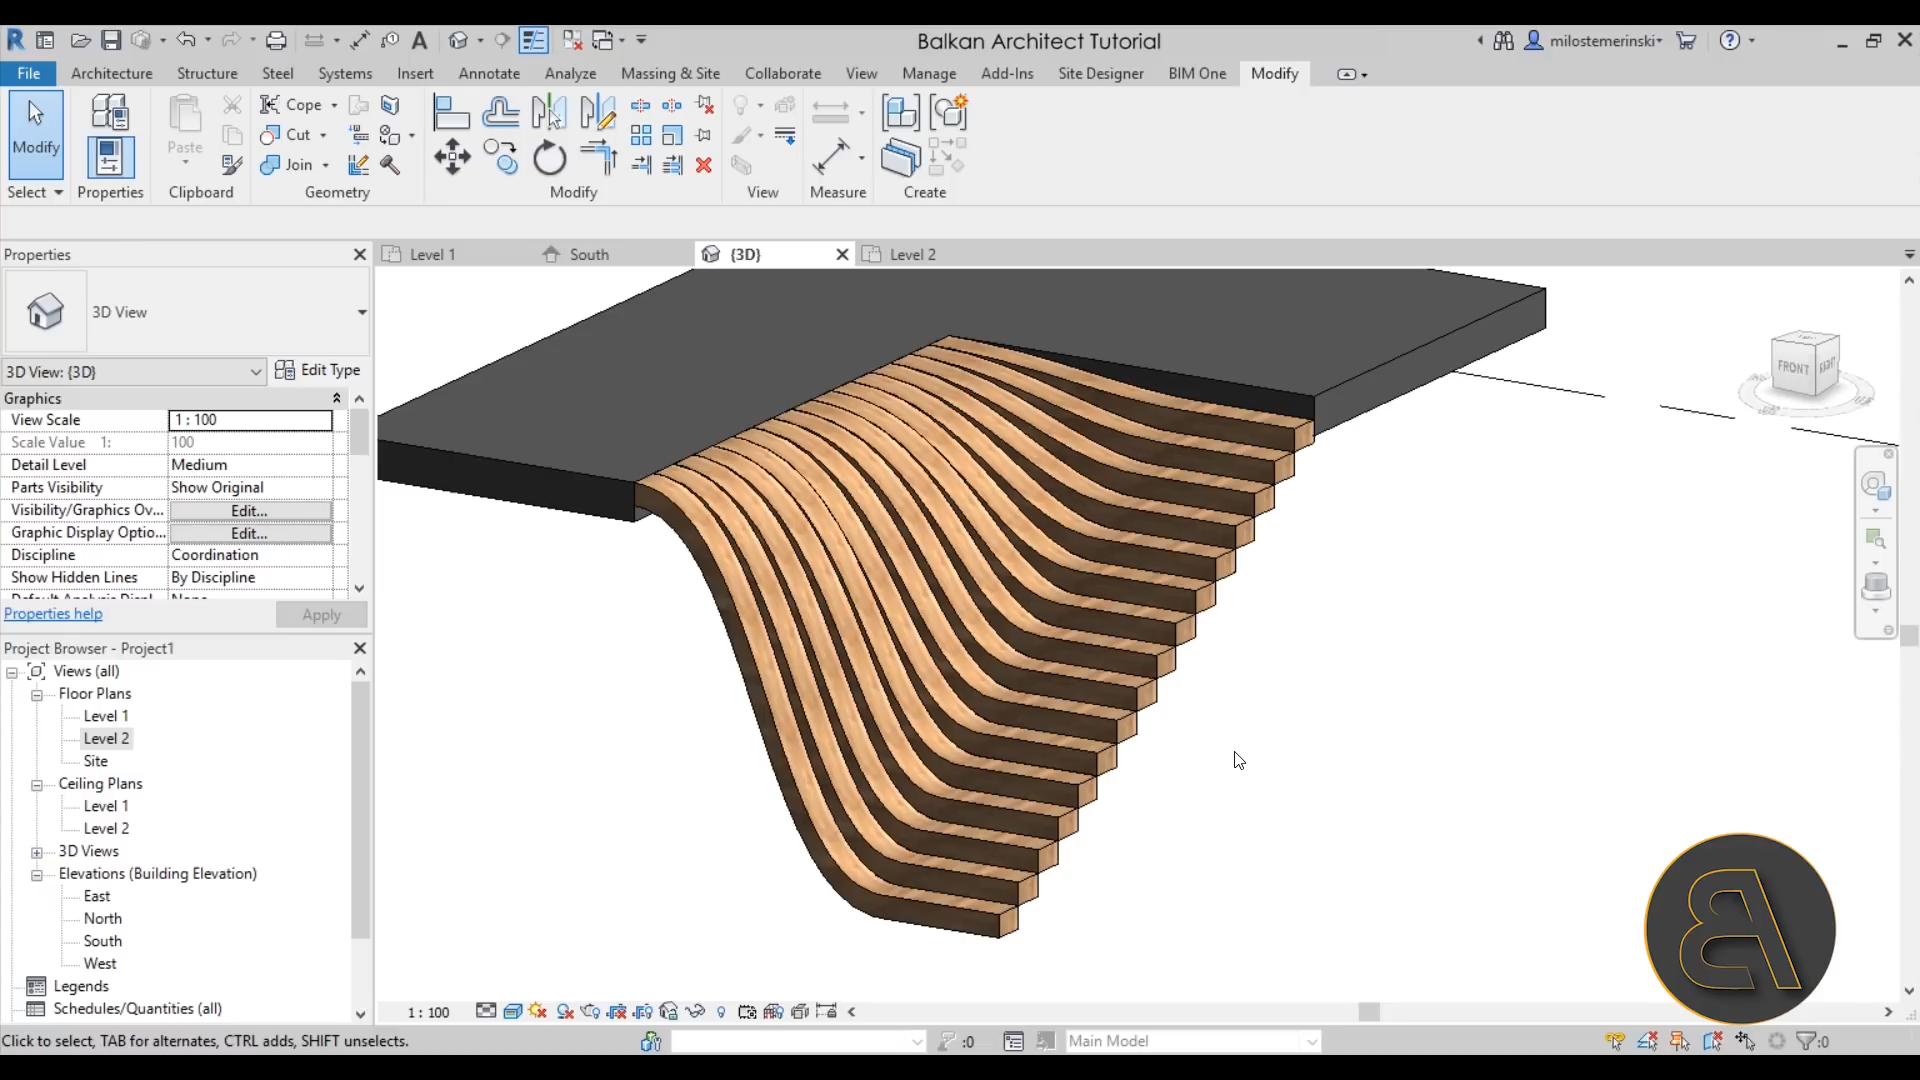 Balkan Architect Tutorial
milostemerinski
File Architecture Structure Steel Systems Insert Annotate Analyze Massing & Site Collaborate View Manage Add-Ins Site Designer BIM One Modify
Modify
Paste
Cope
Cut
Join
Select Properties Clipboard Geometry Modify View Measure Create
Properties
Level 1 South {3D} Level 2
3D View
3D View: {3D} Edit Type
Graphics
View Scale 1 : 100
Scale Value 1: 100
Detail Level Medium
Parts Visibility Show Original
Visibility/Graphics Ov... Edit...
Graphic Display Optio... Edit...
Discipline Coordination
Show Hidden Lines By Discipline
Properties help Apply
Project Browser - Project1
Views (all)
Floor Plans
Level 1
Level 2
Site
Ceiling Plans
Level 1
Level 2
3D Views
Elevations (Building Elevation)
East
North
South
West
Legends
Schedules/Quantities (all)
FRONT RIGHT
1 : 100
Click to select, TAB for alternates, CTRL adds, SHIFT unselects.
:0
Main Model
:0